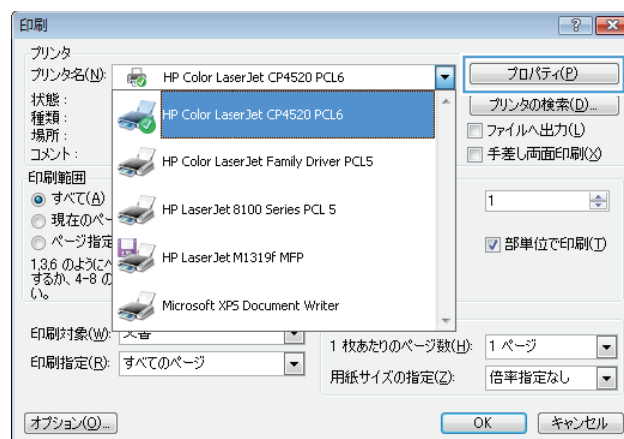 印刷
プリンタ
プリンタ名(N):
HP Color LaserJet CP4520 PCL6
プロパティ(P)
状態：
HP Color LaserJet CP4520 PCL6
プリンタの検索(D)...
種類：
ファイルへ出力(L)
場所：
コメント：
HP Color LaserJet Family Driver PCL5
手差し両面印刷(X)
印刷範囲
すべて(A)
HP LaserJet 8100 Series PCL 5
1
現在のペー
ページ指定
HP LaserJet M1319f MFP
部単位で印刷(T)
1,3,6 のようにペ
するか、4-8 の
い。
Microsoft XPS Document Writer
印刷対象(W):
印刷指定(R):
すべてのページ
1 枚あたりのページ数(H):
1 ページ
用紙サイズの指定(Z):
倍率指定なし
オプション(O)...
OK
キャンセル